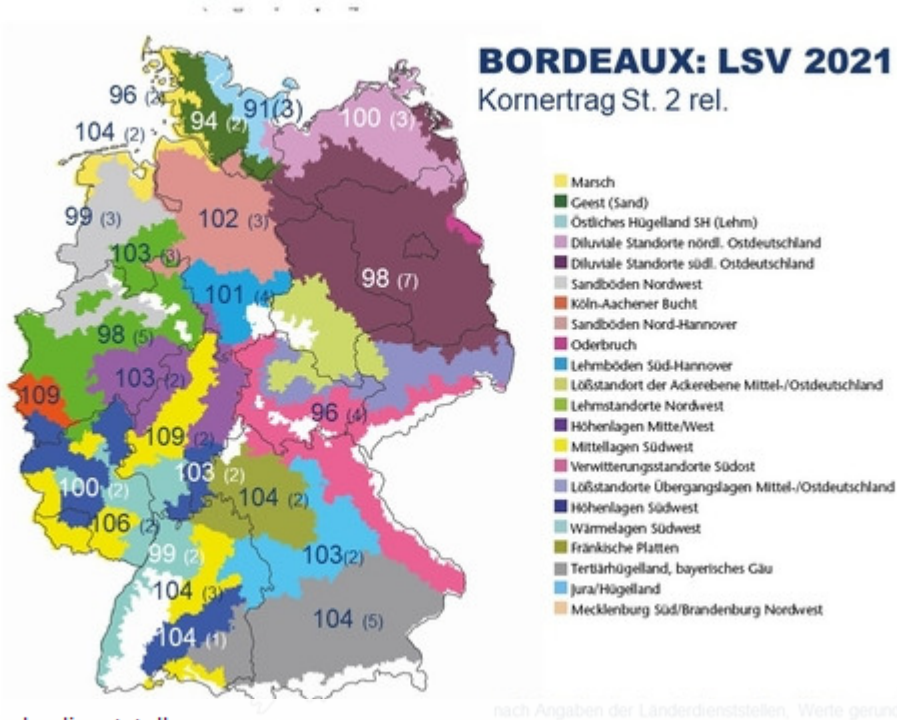 BORDEAUX: LSV 2021
Kornertrag St. 2 rel.
96 (2)
94 (2)
91(3)
100 (3)
104 (2)
99 (3)
102 (3)
103 (3)
98 (7)
101 (4)
98 (5)
103 (2)
109
96 (4)
109 (2)
103 (2)
100 (2)
104 (2)
106 (2)
99 (2)
103(2)
104 (3)
104 (5)
104 (1)
Marsch
Geest (Sand)
Östliches Hügelland SH (Lehm)
Diluviale Standorte nördl. Ostdeutschland
Diluviale Standorte südl. Ostdeutschland
Sandböden Nordwest
Köln-Aachener Bucht
Sandböden Nord-Hannover
Oderbruch
Lehmböden Süd-Hannover
Lößstandort der Ackerebene Mittel-/Ostdeutschland
Lehmstandorte Nordwest
Höhenlagen Mitte/West
Mittellagen Südwest
Verwitterungsstandorte Südost
Lößstandorte Übergangslagen Mittel-/Ostdeutschland
Höhenlagen Südwest
Wärmelagen Südwest
Fränkische Platten
Tertiärhügelland, bayerisches Gäu
Jura/Hügelland
Mecklenburg Süd/Brandenburg Nordwest
nach Angaben der Länderdienststellen, Werte